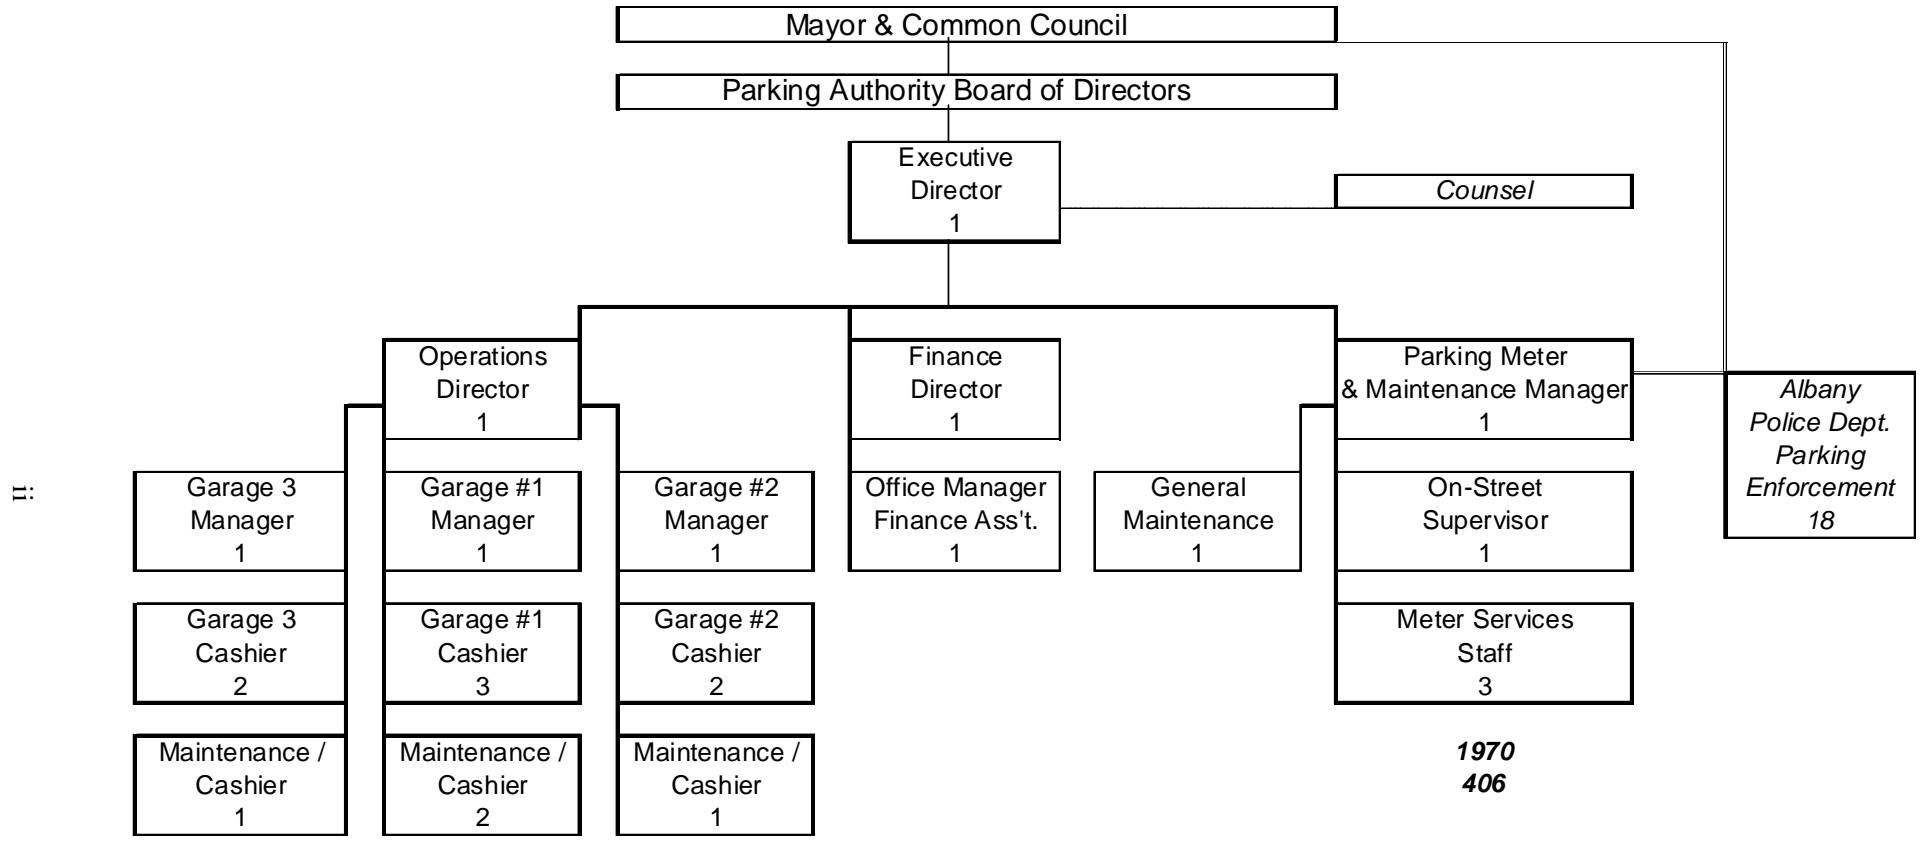 Mayor & Common Council
Parking Authority Board of Directors
Executive
Director
1
Counsel
Operations
Director
1
Finance
Director
1
Parking Meter
& Maintenance Manager
1
Albany
Police Dept.
Parking
Enforcement
18
Garage 3
Manager
1
Garage #1
Manager
1
Garage #2
Manager
1
Office Manager
Finance Ass't.
1
General
Maintenance
1
On-Street
Supervisor
1
Garage 3
Cashier
2
Garage #1
Cashier
3
Garage #2
Cashier
2
Meter Services
Staff
3
Maintenance /
Cashier
1
Maintenance /
Cashier
2
Maintenance /
Cashier
1
1970
406
ii